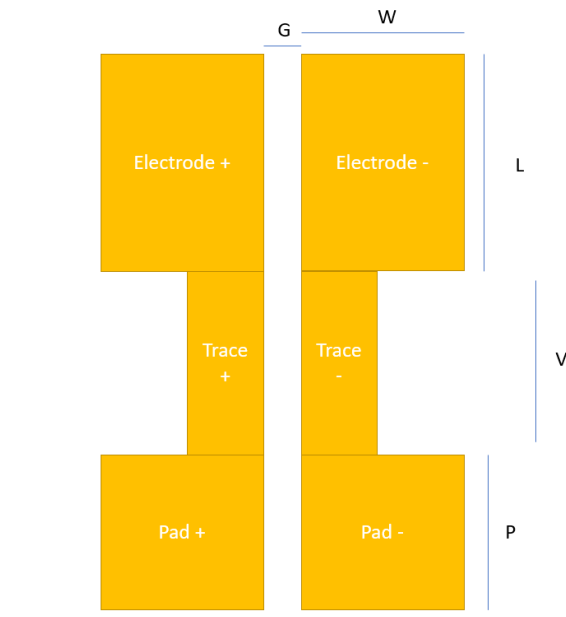 G
W
Electrode +
Electrode -
L
Trace
+
Trace
-
V
Pad +
Pad -
P